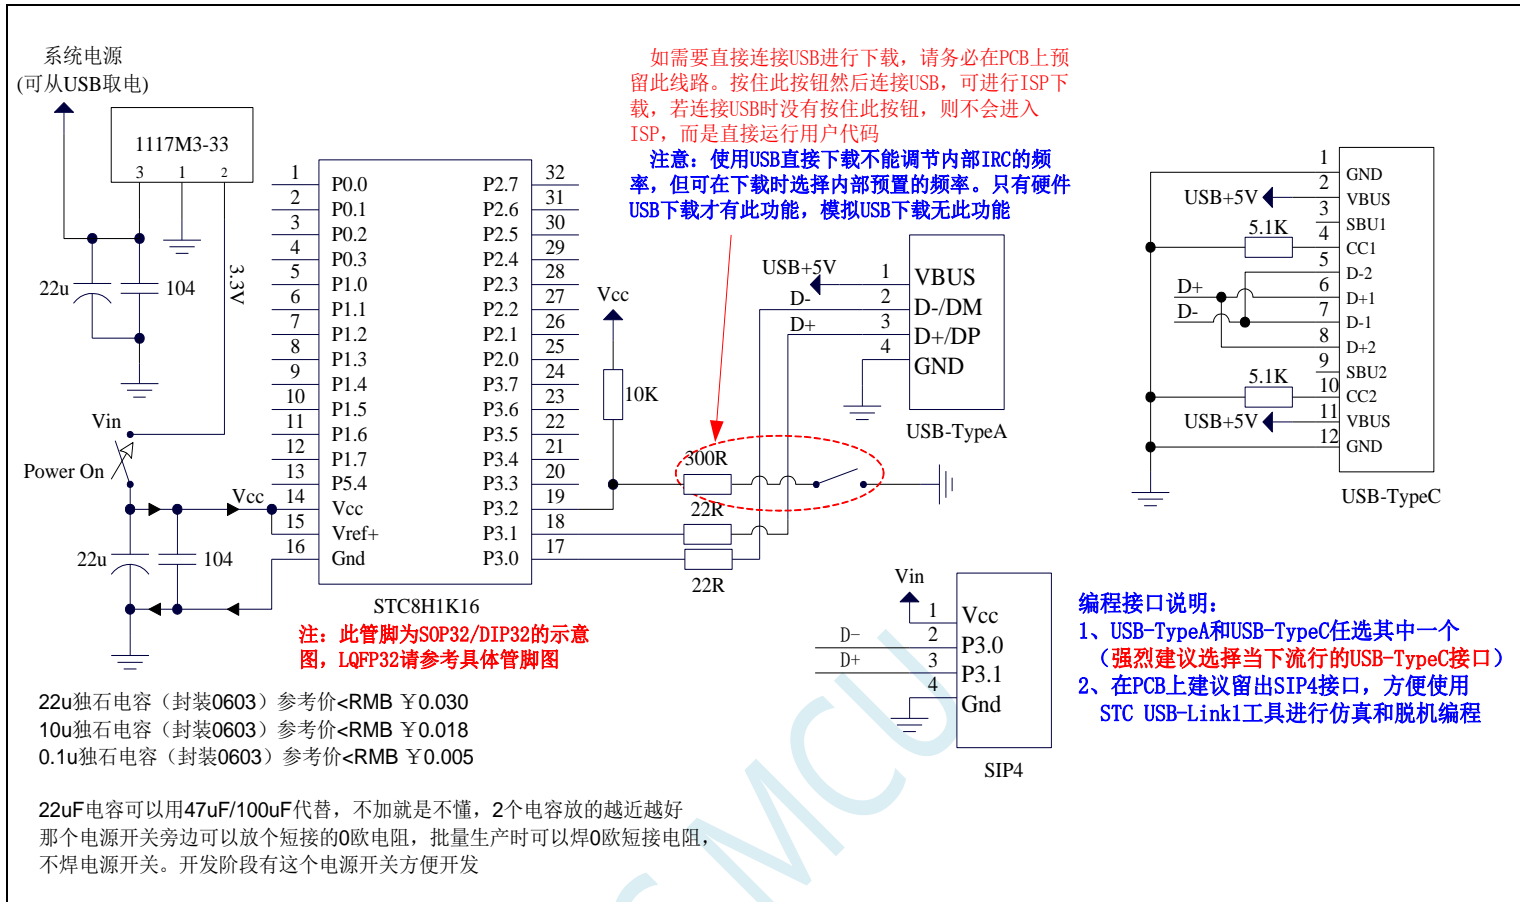 系统电源
(可从USB取电)
1117M3-33
3 1 2
22u
104
3.3V
Vin
Power On
Vcc
22u
104
1 P0.0
2 P0.1
3 P0.2
4 P0.3
5 P1.0
6 P1.1
7 P1.2
8 P1.3
9 P1.4
10 P1.5
11 P1.6
12 P1.7
13 P5.4
14 Vcc
15 Vref+
16 Gnd
P2.7 32
P2.6 31
P2.5 30
P2.4 29
P2.3 28
P2.2 27
P2.1 26
P2.0 25
P3.7 24
P3.6 23
P3.5 22
P3.4 21
P3.3 20
P3.2 19
P3.1 18
P3.0 17
STC8H1K16
注：此管脚为SOP32/DIP32的示意
图，LQFP32请参考具体管脚图
如需要直接连接USB进行下载，请务必在PCB上预
留此线路。按住此按钮然后连接USB，可进行ISP下
载，若连接USB时没有按住此按钮，则不会进入
ISP，而是直接运行用户代码
注意：使用USB直接下载不能调节内部IRC的频
率，但可在下载时选择内部预置的频率。只有硬件
USB下载才有此功能，模拟USB下载无此功能
Vcc
10K
300R
22R
22R
USB+5V
D-
D+
1 VBUS
2 D-/DM
3 D+/DP
4 GND
USB-TypeA
USB+5V
5.1K
D+
D-
5.1K
USB+5V
1 GND
2 VBUS
3 SBU1
4 CC1
5 D-2
6 D+1
7 D-1
8 D+2
9 SBU2
10 CC2
11 VBUS
12 GND
USB-TypeC
Vin
D-
D+
1 Vcc
2 P3.0
3 P3.1
4 Gnd
SIP4
编程接口说明：
1、USB-TypeA和USB-TypeC任选其中一个
（强烈建议选择当下流行的USB-TypeC接口）
2、在PCB上建议留出SIP4接口，方便使用
STC USB-Link1工具进行仿真和脱机编程
22u独石电容（封装0603）参考价<RMB ￥0.030
10u独石电容（封装0603）参考价<RMB ￥0.018
0.1u独石电容（封装0603）参考价<RMB ￥0.005
22uF电容可以用47uF/100uF代替，不加就是不懂，2个电容放的越近越好
那个电源开关旁边可以放个短接的0欧电阻，批量生产时可以焊0欧短接电阻，
不焊电源开关。开发阶段有这个电源开关方便开发
MCU